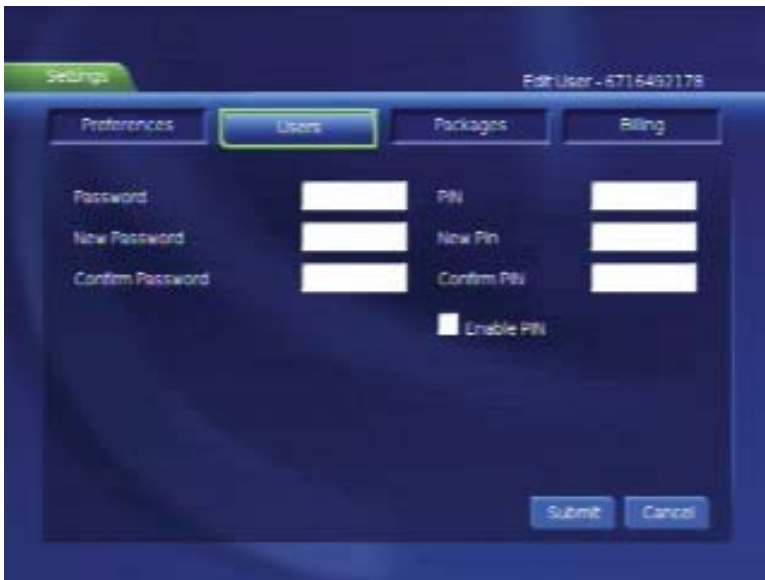 Settings
Edit User - 6716492178
Preferences Users Packages Billing
Password PIN
New Password New Pin
Confirm Password Confirm PIN
Enable PIN
Submit Cancel